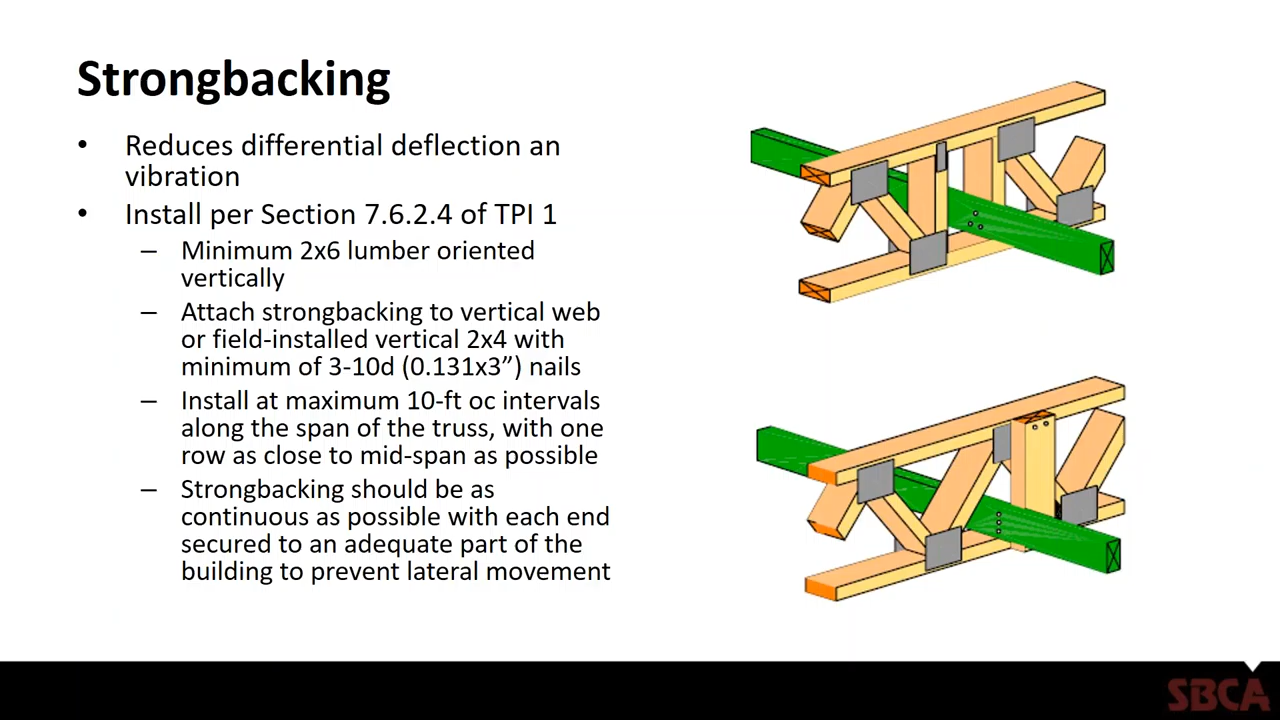 Strongbacking
• Reduces differential deflection an
vibration
• Install per Section 7.6.2.4 of TPI 1
– Minimum 2x6 lumber oriented
vertically
– Attach strongbacking to vertical web
or field-installed vertical 2x4 with
minimum of 3-10d (0.131x3”) nails
– Install at maximum 10-ft oc intervals
along the span of the truss, with one
row as close to mid-span as possible
– Strongbacking should be as
continuous as possible with each end
secured to an adequate part of the
building to prevent lateral movement
SBCA